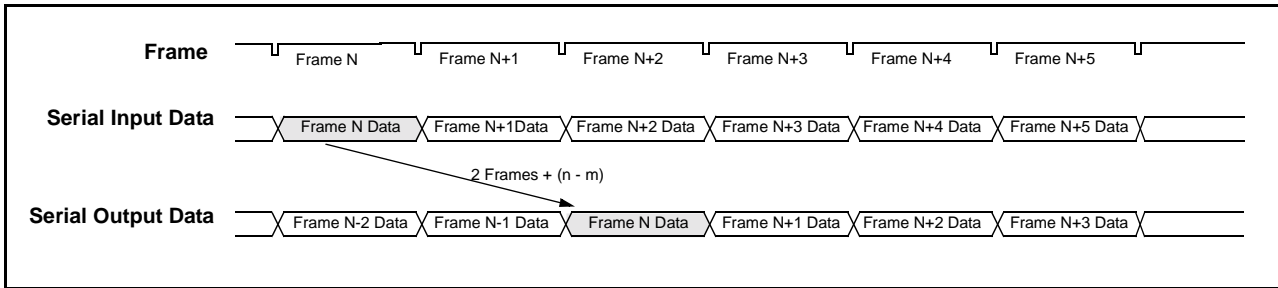 Frame
Frame N Frame N+1 Frame N+2 Frame N+3 Frame N+4 Frame N+5
Serial Input Data
Frame N Data Frame N+1Data Frame N+2 Data Frame N+3 Data Frame N+4 Data Frame N+5 Data
2 Frames + (n - m)
Serial Output Data
Frame N-2 Data Frame N-1 Data Frame N Data Frame N+1 Data Frame N+2 Data Frame N+3 Data